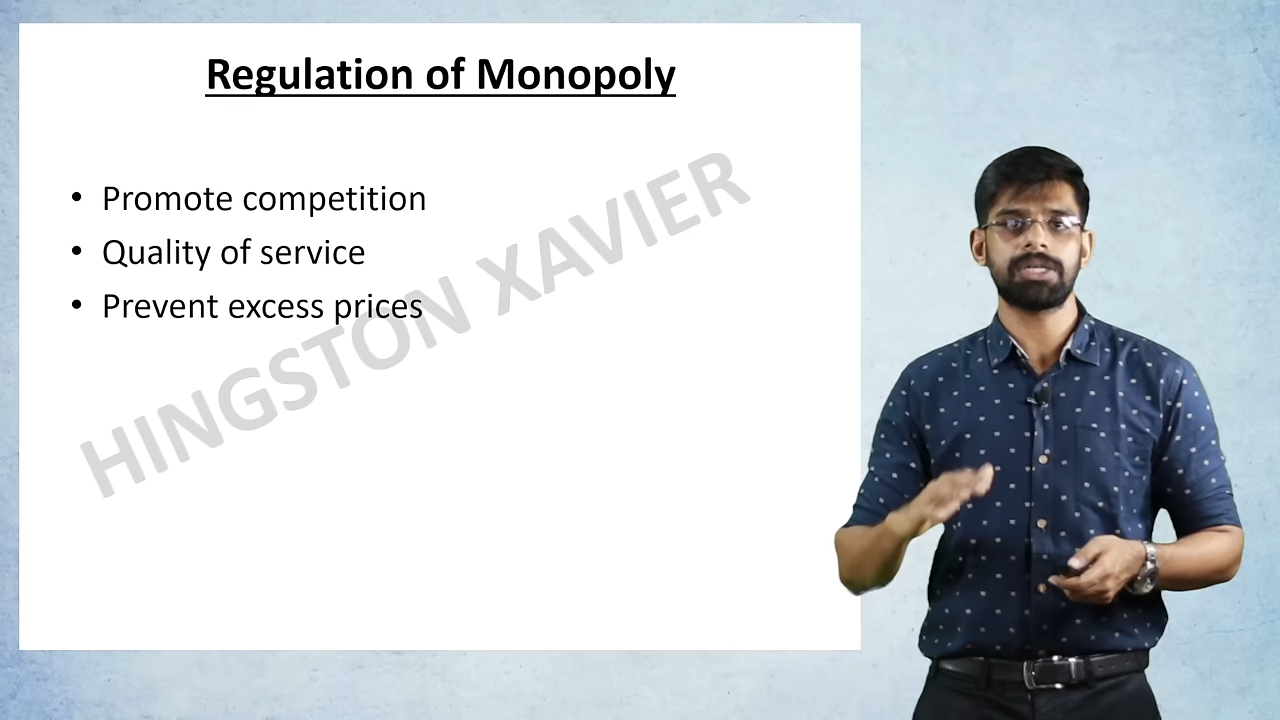 Regulation of Monopoly
• Promote competition
• Quality of service
• Prevent excess prices
HINGSTON XAVIER